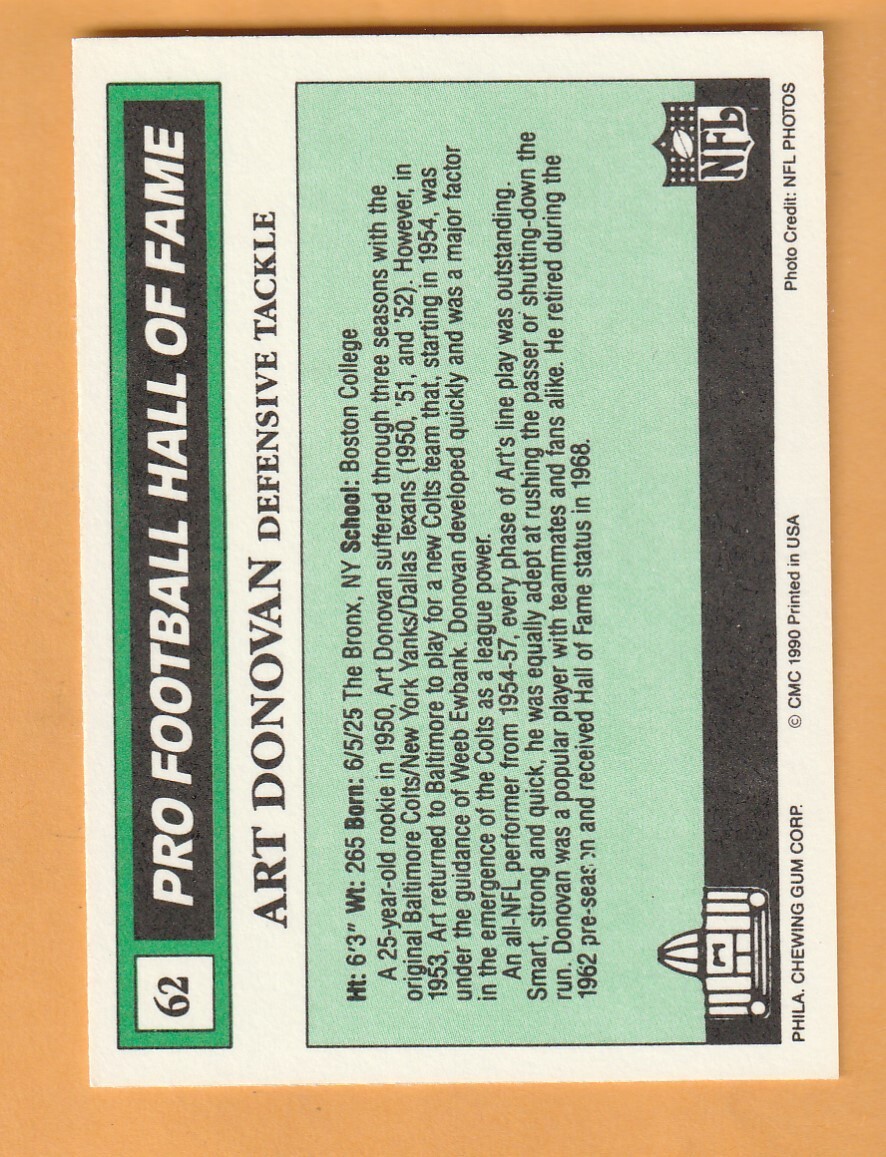 62
PRO FOOTBALL HALL OF FAME
ART DONOVAN DEFENSIVE TACKLE
Ht: 6'3" Wt: 265 Born: 6/5/25 The Bronx, NY School: Boston College
A 25-year-old rookie in 1950, Art Donovan suffered through three seasons with the
original Baltimore Colts/New York Yanks/Dallas Texans (1950, '51, and '52). However, in
1953, Art returned to Baltimore to play for a new Colts team that, starting in 1954, was
under the guidance of Weeb Ewbank. Donovan developed quickly and was a major factor
in the emergence of the Colts as a league power.
An all-NFL performer from 1954-57, every phase of Art's line play was outstanding.
Smart, strong and quick, he was equally adept at rushing the passer or shutting-down the
run. Donovan was a popular player with teammates and fans alike. He retired during the
1962 pre-season and received Hall of Fame status in 1968.
NFL
PHILA. CHEWING GUM CORP.
© CMC 1990 Printed in USA
Photo Credit: NFL PHOTOS